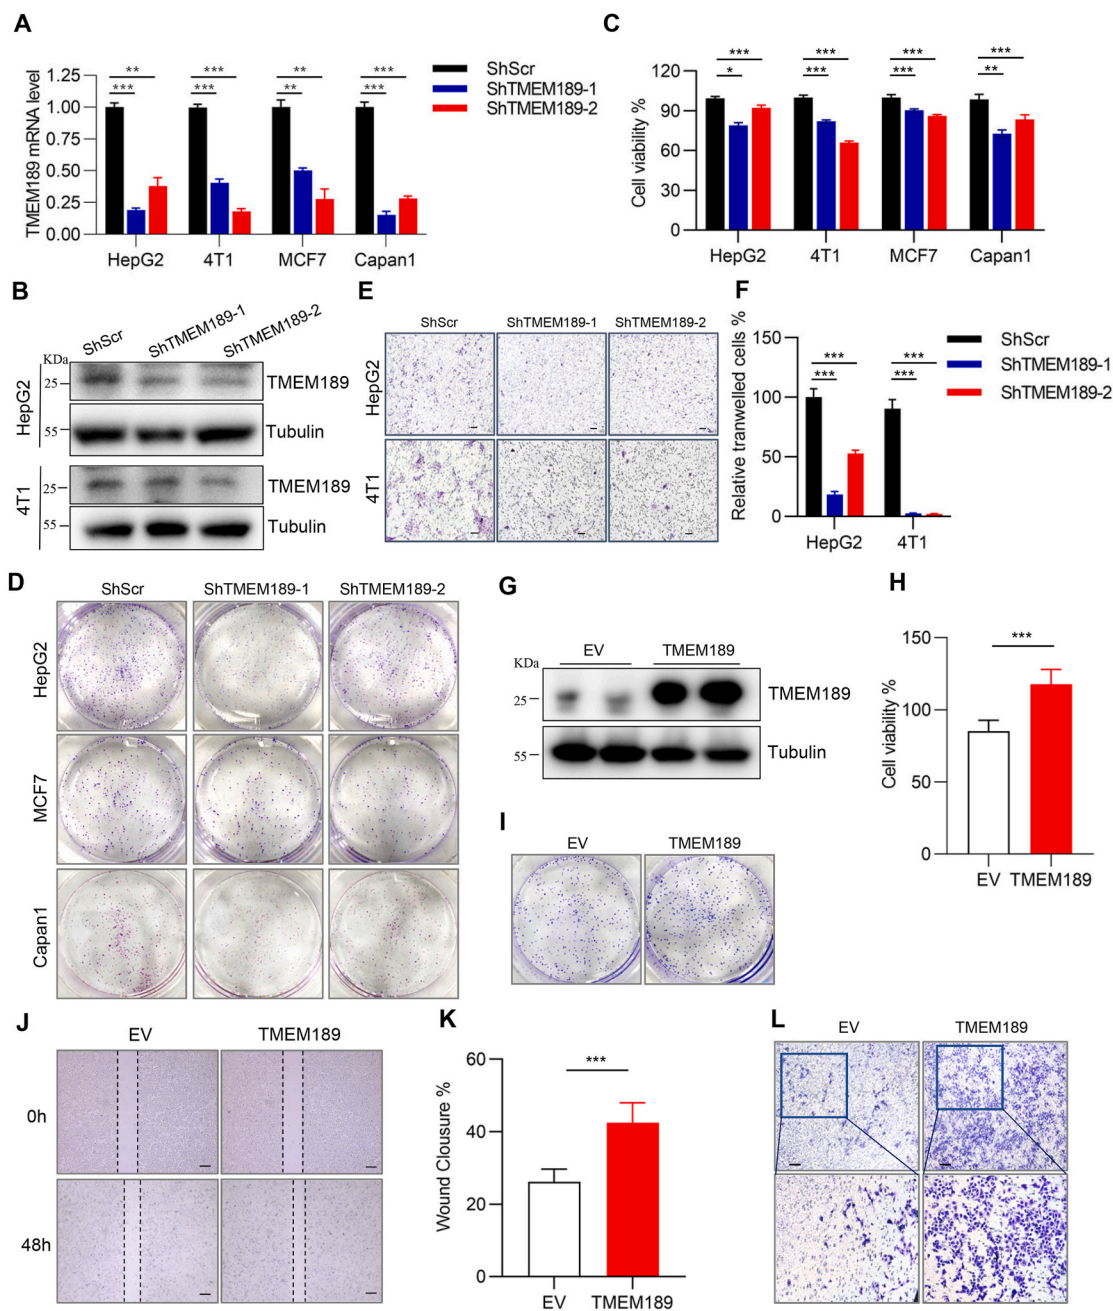 A
TMEM189 mRNA level
1.25
1.00
0.50
0.25
0.00
** *** ** ***
*** *** ** ***
HepG2 4T1 MCF7 Capan1
ShScr
ShTMEM189-1
ShTMEM189-2
C
Cell viability %
120
90
60
30
0
*** *** *** ***
* *** *** **
HepG2 4T1 MCF7 Capan1
B
ShScr ShTMEM189-1 ShTMEM189-2
KDa
HepG2
25 TMEM189
55 Tubulin
4T1
25 TMEM189
55 Tubulin
E
ShScr ShTMEM189-1 ShTMEM189-2
HepG2
4T1
F
Relative tranwelled cells %
150
100
50
0
*** ***
*** ***
HepG2 4T1
ShScr
ShTMEM189-1
ShTMEM189-2
D
ShScr ShTMEM189-1 ShTMEM189-2
HepG2
MCF7
Capan1
G
KDa
EV TMEM189
25 TMEM189
55 Tubulin
H
Cell viability %
150
100
50
0
***
EV TMEM189
I
EV TMEM189
J
EV TMEM189
0h
48h
K
Wound Clousure %
60
40
20
0
***
EV TMEM189
L
EV TMEM189